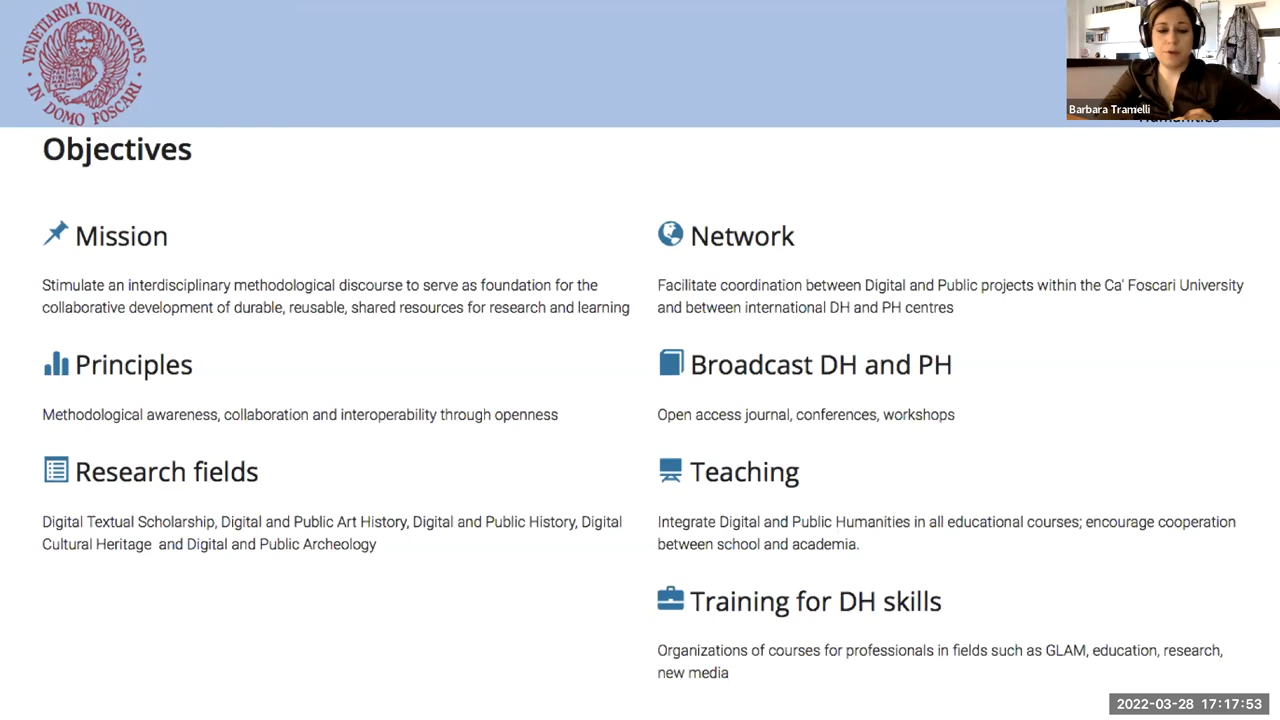 VENETIARVM VNIVERSITAS
IN DOMO FOSCARI
Barbara Tramelli
Objectives
Mission
Stimulate an interdisciplinary methodological discourse to serve as foundation for the
collaborative development of durable, reusable, shared resources for research and learning
Principles
Methodological awareness, collaboration and interoperability through openness
Research fields
Digital Textual Scholarship, Digital and Public Art History, Digital and Public History, Digital
Cultural Heritage and Digital and Public Archeology
Network
Facilitate coordination between Digital and Public projects within the Ca' Foscari University
and between international DH and PH centres
Broadcast DH and PH
Open access journal, conferences, workshops
Teaching
Integrate Digital and Public Humanities in all educational courses; encourage cooperation
between school and academia.
Training for DH skills
Organizations of courses for professionals in fields such as GLAM, education, research,
new media
2022-03-28 17:17:53